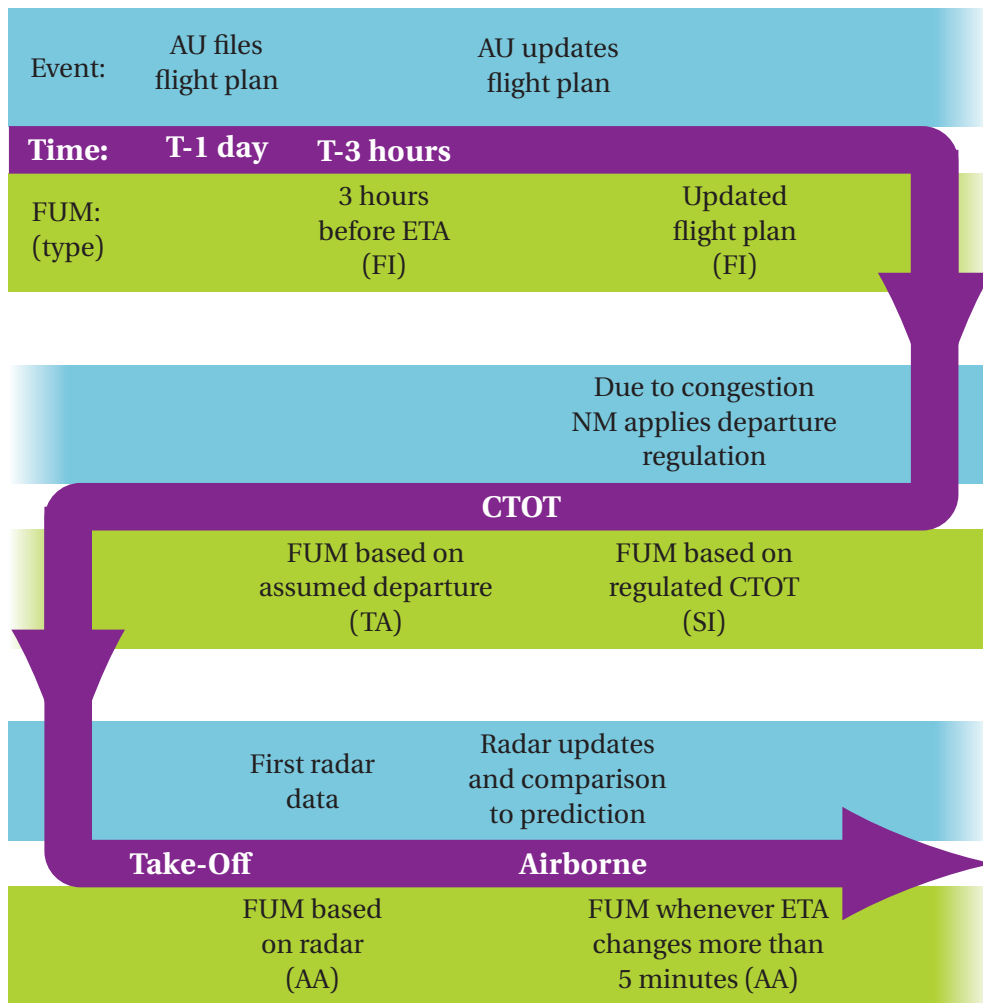 Event:
AU files
flight plan
AU updates
flight plan
Time:
T-1 day
T-3 hours
FUM:
(type)
3 hours
before ETA
(FI)
Updated
flight plan
(FI)
Due to congestion
NM applies departure
regulation
CTOT
FUM based on
regulated CTOT
(SI)
FUM based on
assumed departure
(TA)
First radar
data
Radar updates
and comparison
to prediction
Take-Off
Airborne
FUM based
on radar
(AA)
FUM whenever ETA
changes more than
5 minutes (AA)